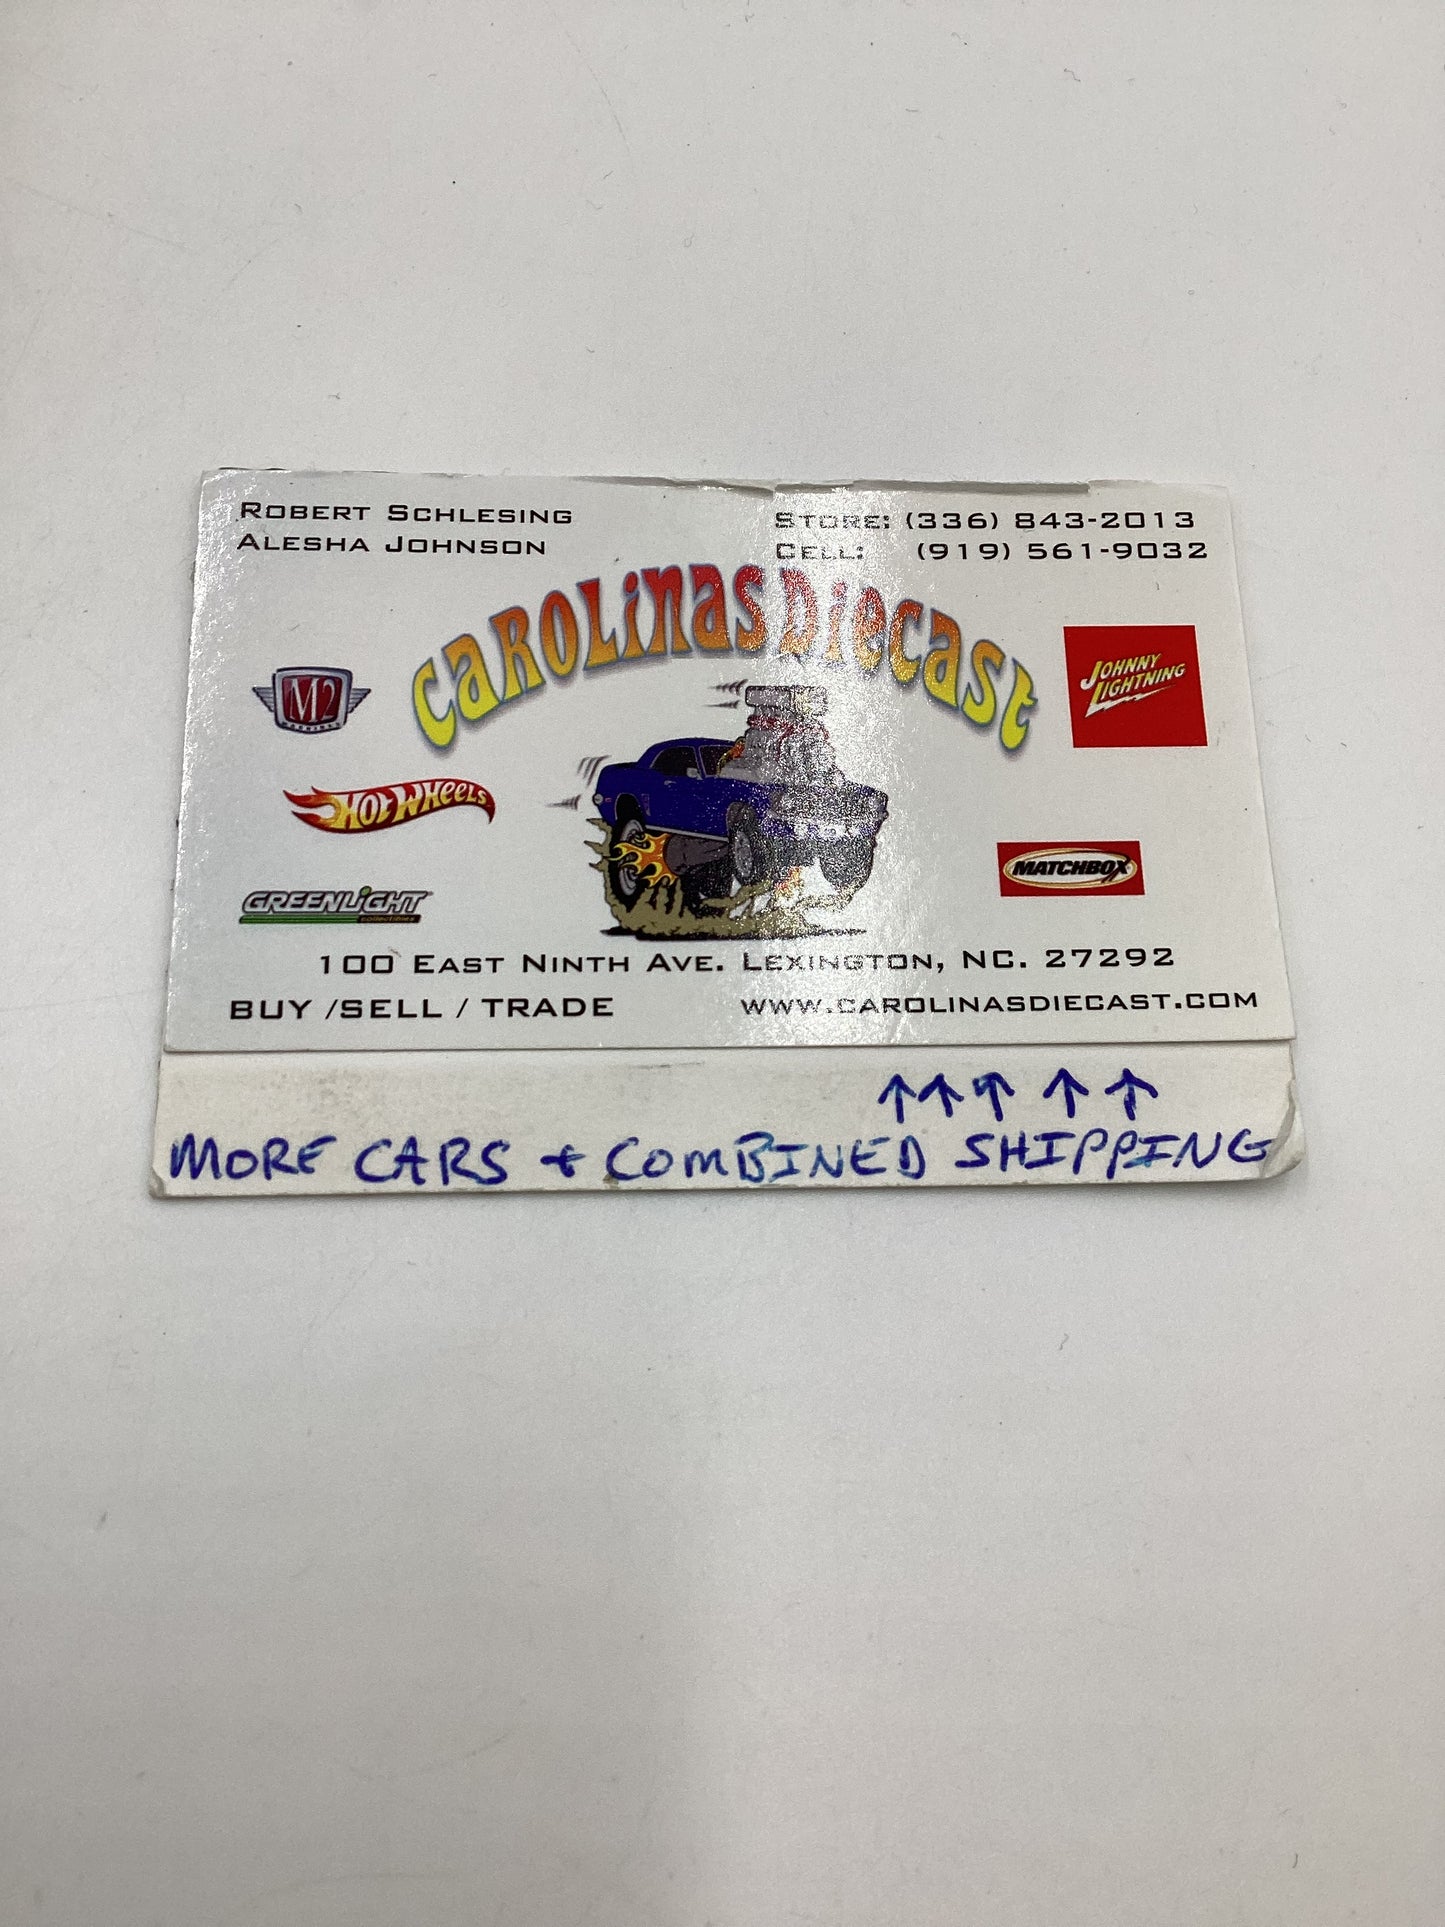 ROBERT SCHLESING
ALESHA JOHNSON
STORE: (336) 843-2013
CELL: (919) 561-9032
CAROLINAS DIECAST
M2
MACHINES
JOHNNY
LIGHTNING
HOT WHEELS
MATCHBOX
GREENLIGHT
collectibles
100 EAST NINTH AVE. LEXINGTON, NC. 27292
BUY /SELL / TRADE
WWW.CAROLINASDIECAST.COM
↑ ↑ ↑ ↑ ↑
MORE CARS + COMBINED SHIPPING